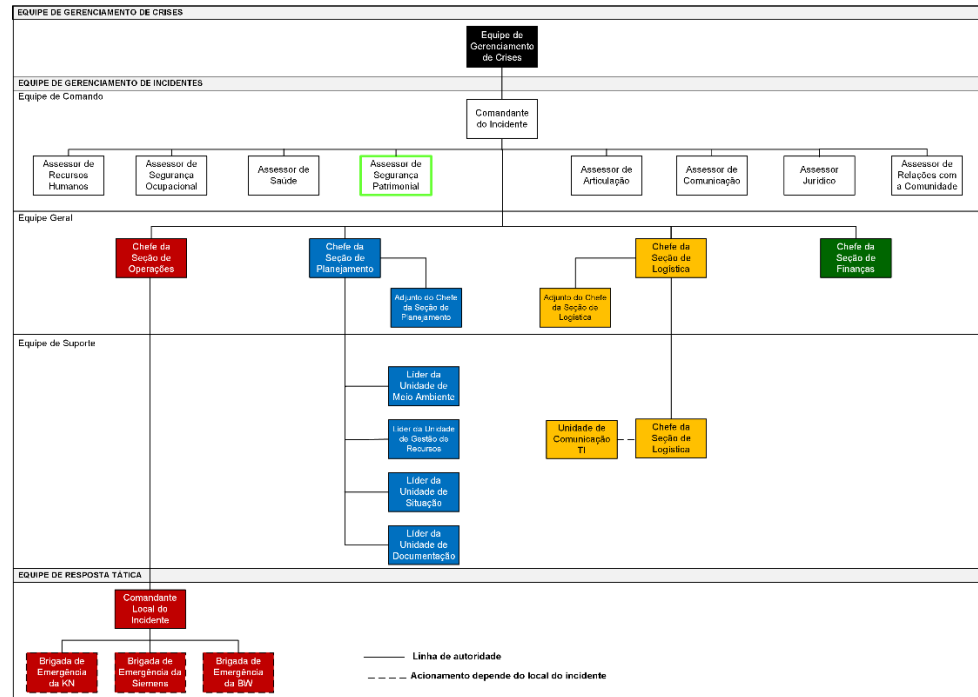 EQUIPE DE GERENCIAMENTO DE CRISES
Equipe de
Gerenciamento
de Crises
EQUIPE DE GERENCIAMENTO DE INCIDENTES
Equipe de Comando
Comandante
do Incidente
Assessor de
Recursos
Humanos
Assessor de
Segurança
Ocupacional
Assessor de
Saúde
Assessor de
Segurança
Patrimonial
Assessor de
Articulação
Assessor de
Comunicação
Assessor
Jurídico
Assessor de
Relações com
a Comunidade
Equipe Geral
Chefe da
Seção de
Operações
Chefe da
Seção de
Planejamento
Chefe da
Seção de
Logística
Chefe da
Seção de
Finanças
Adjunto do Chefe
da Seção de
Planejamento
Adjunto do Chefe
da Seção de
Logística
Equipe de Suporte
Líder da
Unidade de
Meio Ambiente
Líder da Unidade
de Gestão de
Recursos
Unidade de
Comunicação
TI
Chefe da
Seção de
Logística
Líder da
Unidade de
Situação
Líder da
Unidade de
Documentação
EQUIPE DE RESPOSTA TÁTICA
Comandante
Local do
Incidente
Brigada de
Emergência
da KN
Brigada de
Emergência da
Siemens
Brigada de
Emergência
da BW
Linha de autoridade
Acionamento depende do local do incidente